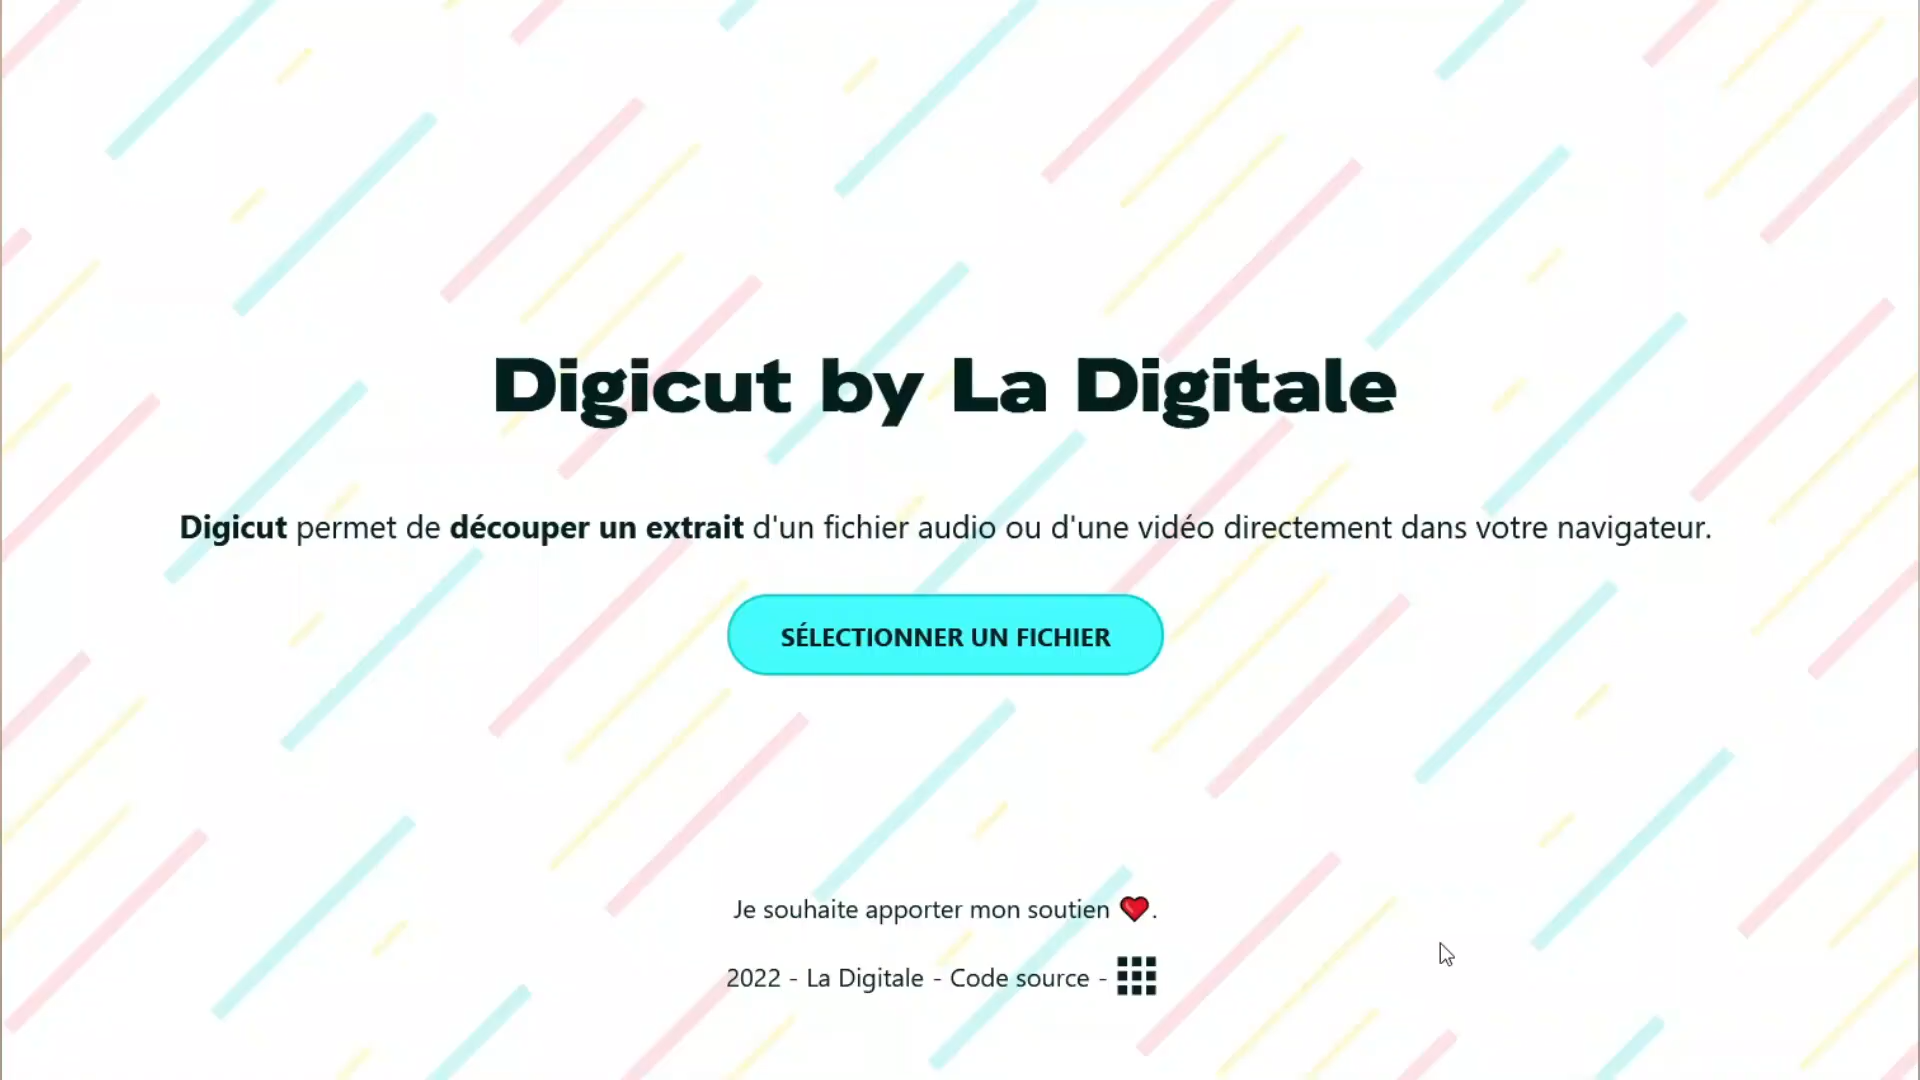 Digicut by La Digitale
Digicut permet de découper un extrait d'un fichier audio ou d'une vidéo directement dans votre navigateur.
SÉLECTIONNER UN FICHIER
Je souhaite apporter mon soutien ❤️.
2022 - La Digitale - Code source -